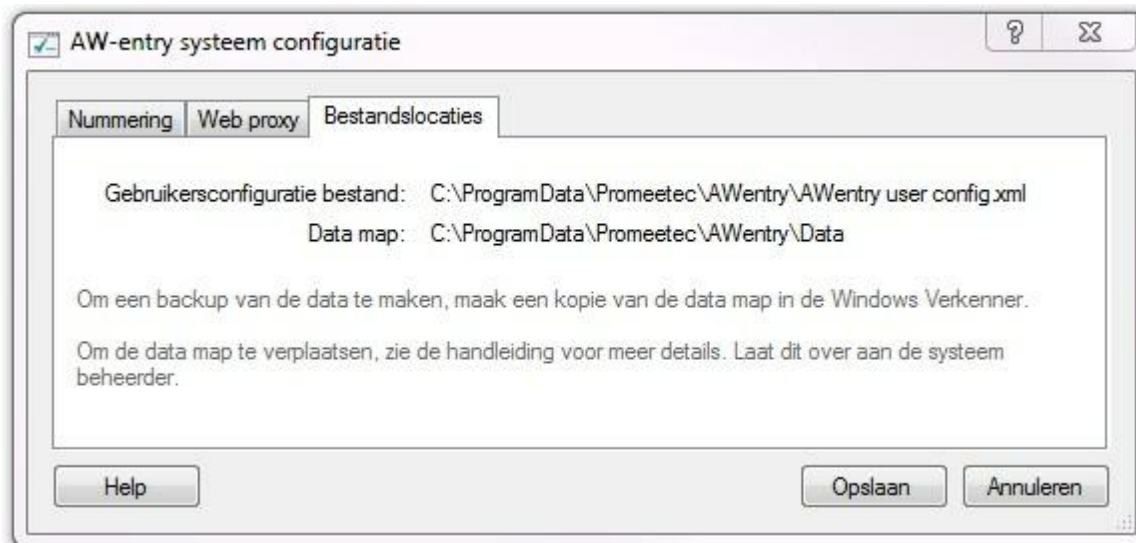 AW-entry systeem configuratie
Nummering Web proxy Bestandslocaties
Gebruikersconfiguratie bestand: C:\ProgramData\Promeetec\AWentry\AWentry user config.xml
Data map: C:\ProgramData\Promeetec\AWentry\Data
Om een backup van de data te maken, maak een kopie van de data map in de Windows Verkenner.
Om de data map te verplaatsen, zie de handleiding voor meer details. Laat dit over aan de systeem
beheerder.
Help Opslaan Annuleren